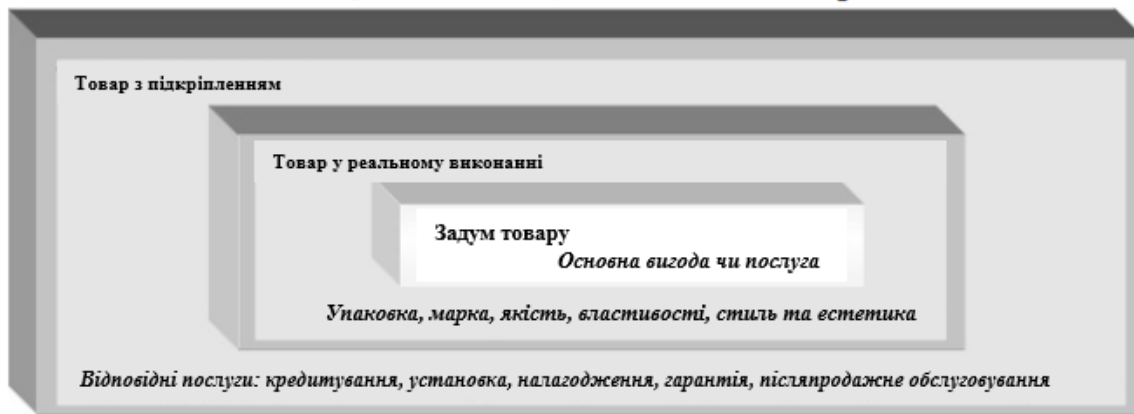 Товар з підкріпленням
Товар у реальному виконанні
Задум товару
Основна вигода чи послуга
Упаковка, марка, якість, властивості, стиль та естетика
Відповідні послуги: кредитування, установка, налагодження, гарантія, післяпродажне обслуговування